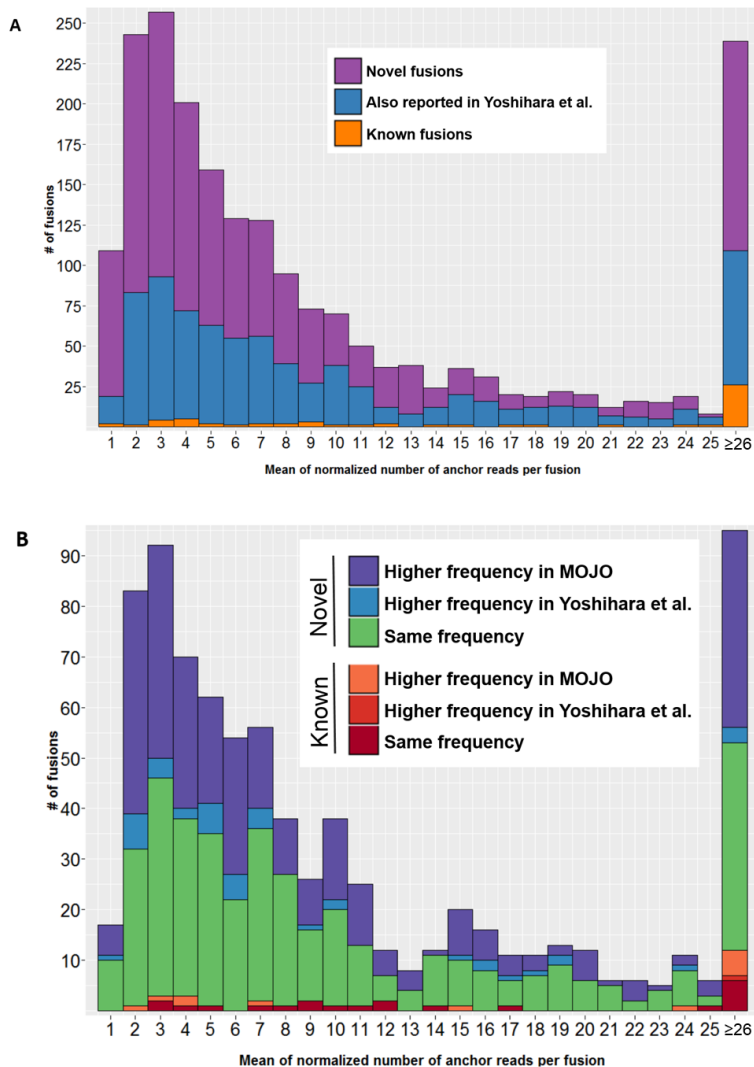 A
250
225
200
175
150
125
100
75
50
25
# of fusions
Novel fusions
Also reported in Yoshihara et al.
Known fusions
1 2 3 4 5 6 7 8 9 10 11 12 13 14 15 16 17 18 19 20 21 22 23 24 25 ≥26
Mean of normalized number of anchor reads per fusion
B
90
80
70
60
50
40
30
20
10
# of fusions
Novel
Higher frequency in MOJO
Higher frequency in Yoshihara et al.
Same frequency
Known
Higher frequency in MOJO
Higher frequency in Yoshihara et al.
Same frequency
1 2 3 4 5 6 7 8 9 10 11 12 13 14 15 16 17 18 19 20 21 22 23 24 25 ≥26
Mean of normalized number of anchor reads per fusion